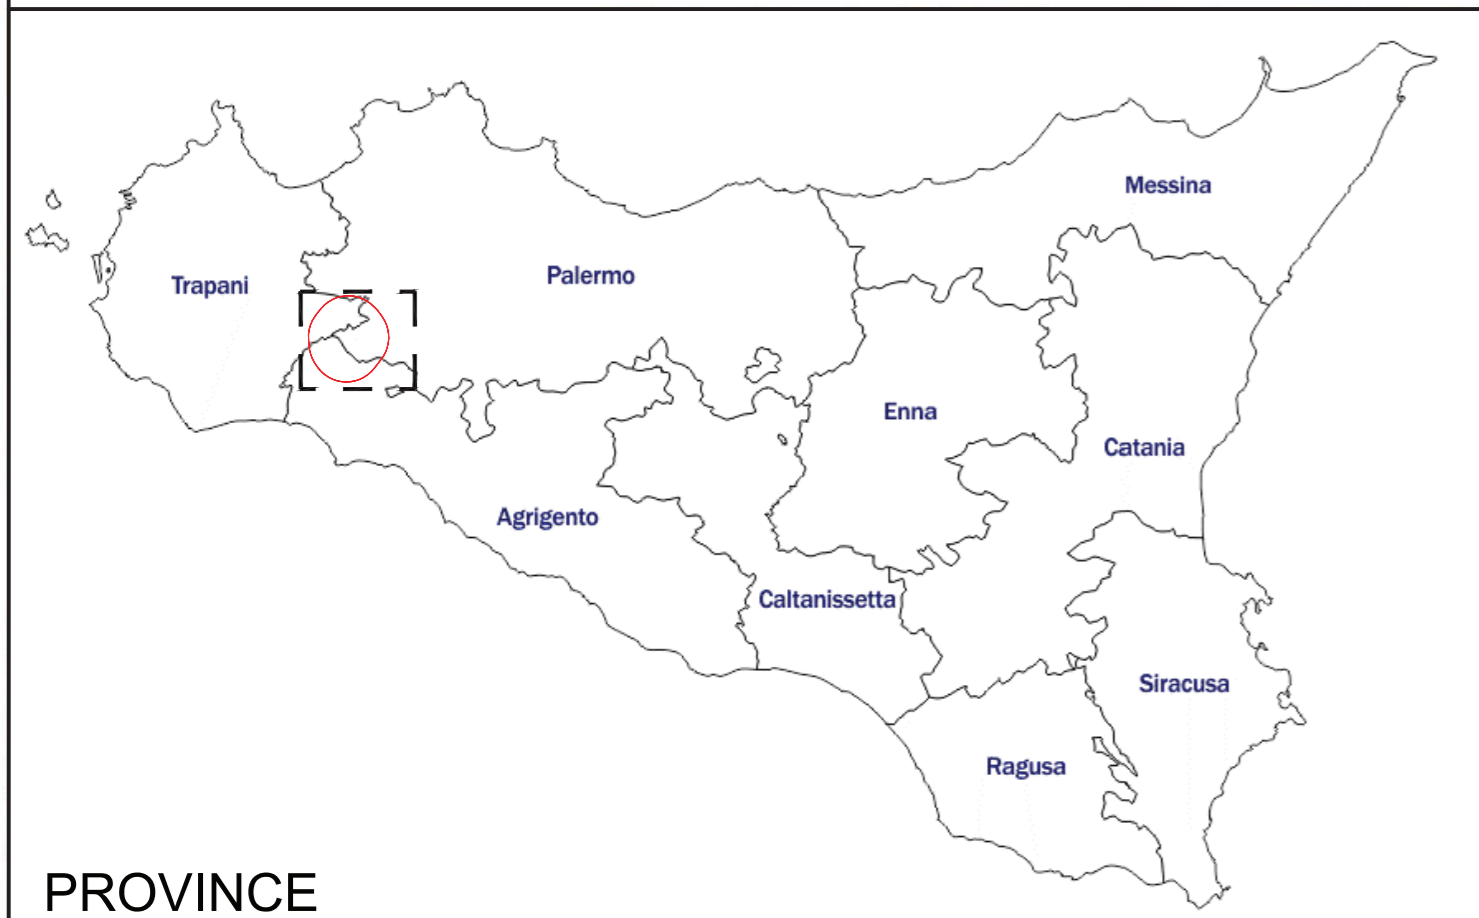 Messina
Trapani
Palermo
Enna
Catania
Agrigento
Caltanissetta
Siracusa
Ragusa
PROVINCE